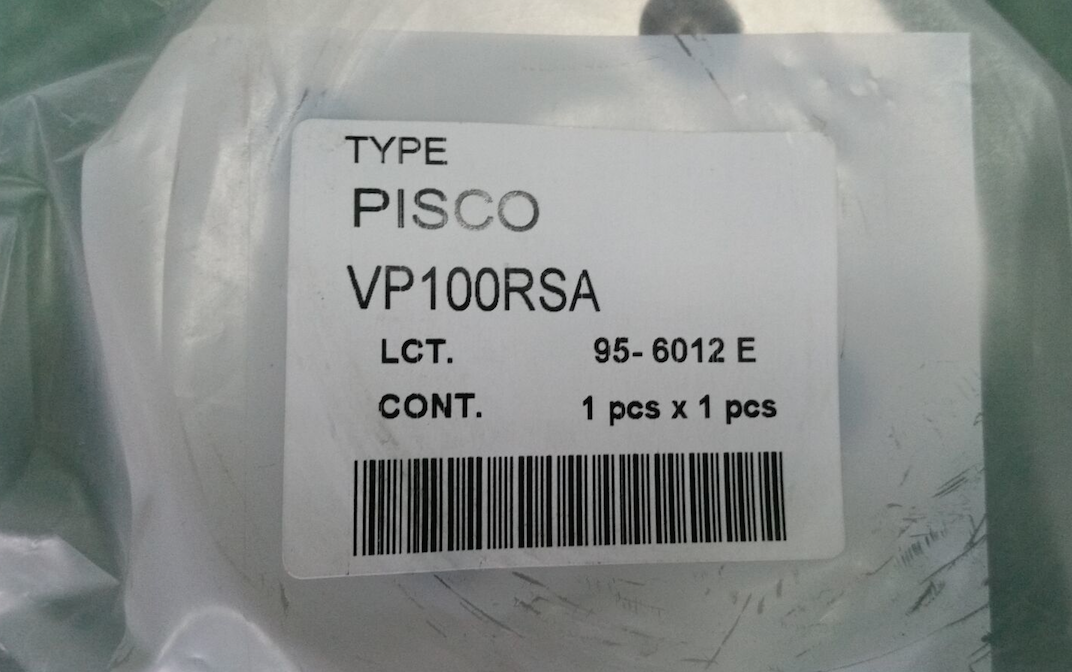 TYPE
PISCO
VP100RSA
LCT. 95- 6012 E
CONT. 1 pcs x 1 pcs